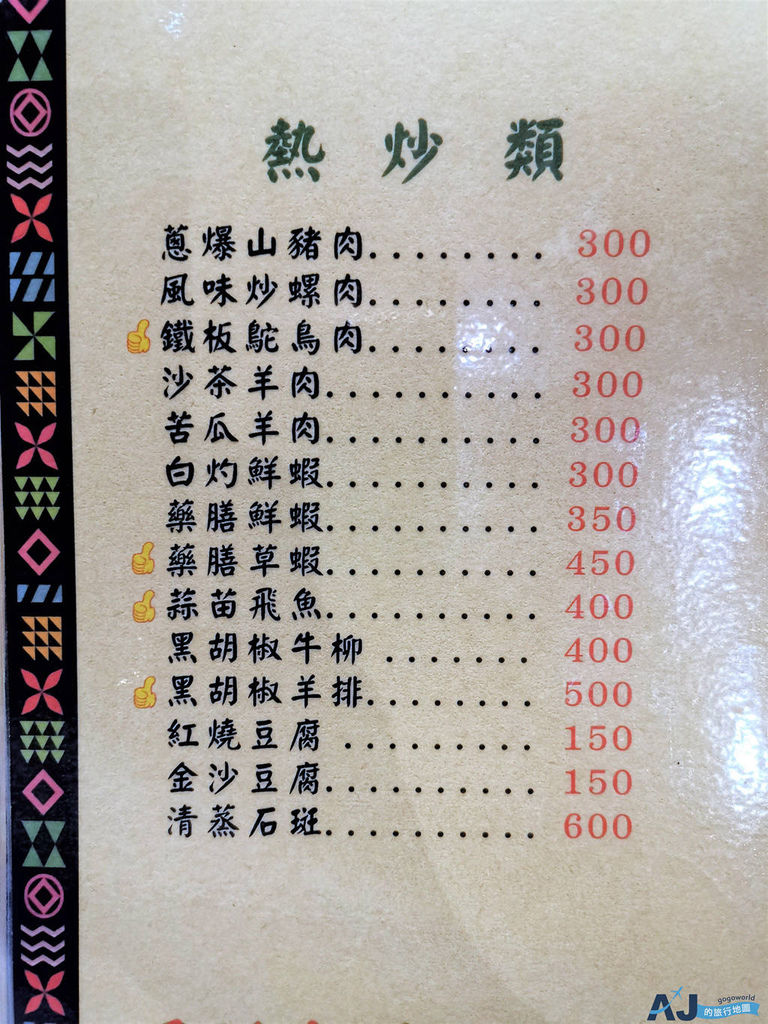 熱炒類
蔥爆山豬肉........ 300
風味炒螺肉........ 300
鐵板鴕鳥肉........ 300
沙茶羊肉.......... 300
苦瓜羊肉.......... 300
白灼鮮蝦.......... 300
藥膳鮮蝦.......... 350
藥膳草蝦.......... 450
蒜苗飛魚.......... 400
黑胡椒牛柳 ....... 400
黑胡椒羊排........ 500
紅燒豆腐 ......... 150
金沙豆腐.......... 150
清蒸石斑.......... 600
AJ gogoworld
的旅行地圖